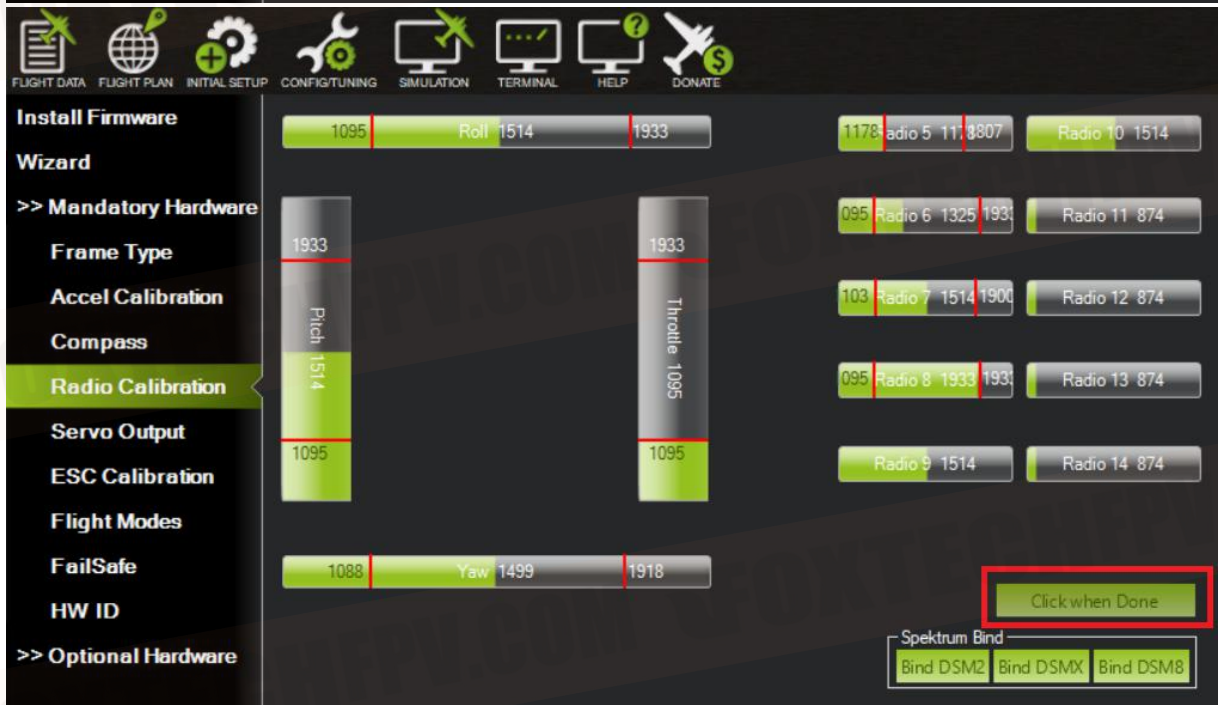 FLIGHT DATA FLIGHT PLAN INITIAL SETUP CONFIG/TUNING SIMULATION TERMINAL HELP DONATE
Install Firmware
Wizard
>> Mandatory Hardware
Frame Type
Accel Calibration
Compass
Radio Calibration
Servo Output
ESC Calibration
Flight Modes
FailSafe
HW ID
>> Optional Hardware
1095 Roll 1514 1933
1933
Pitch 1514
1095
1933
Throttle 1095
1095
1088 Yaw 1499 1918
1178 adio 5 1178 1807
Radio 10 1514
095 Radio 6 1325 193
Radio 11 874
103 Radio 7 1514 1900
Radio 12 874
095 Radio 8 1933 193
Radio 13 874
Radio 9 1514
Radio 14 874
Click when Done
Spektrum Bind
Bind DSM2 Bind DSMX Bind DSM8